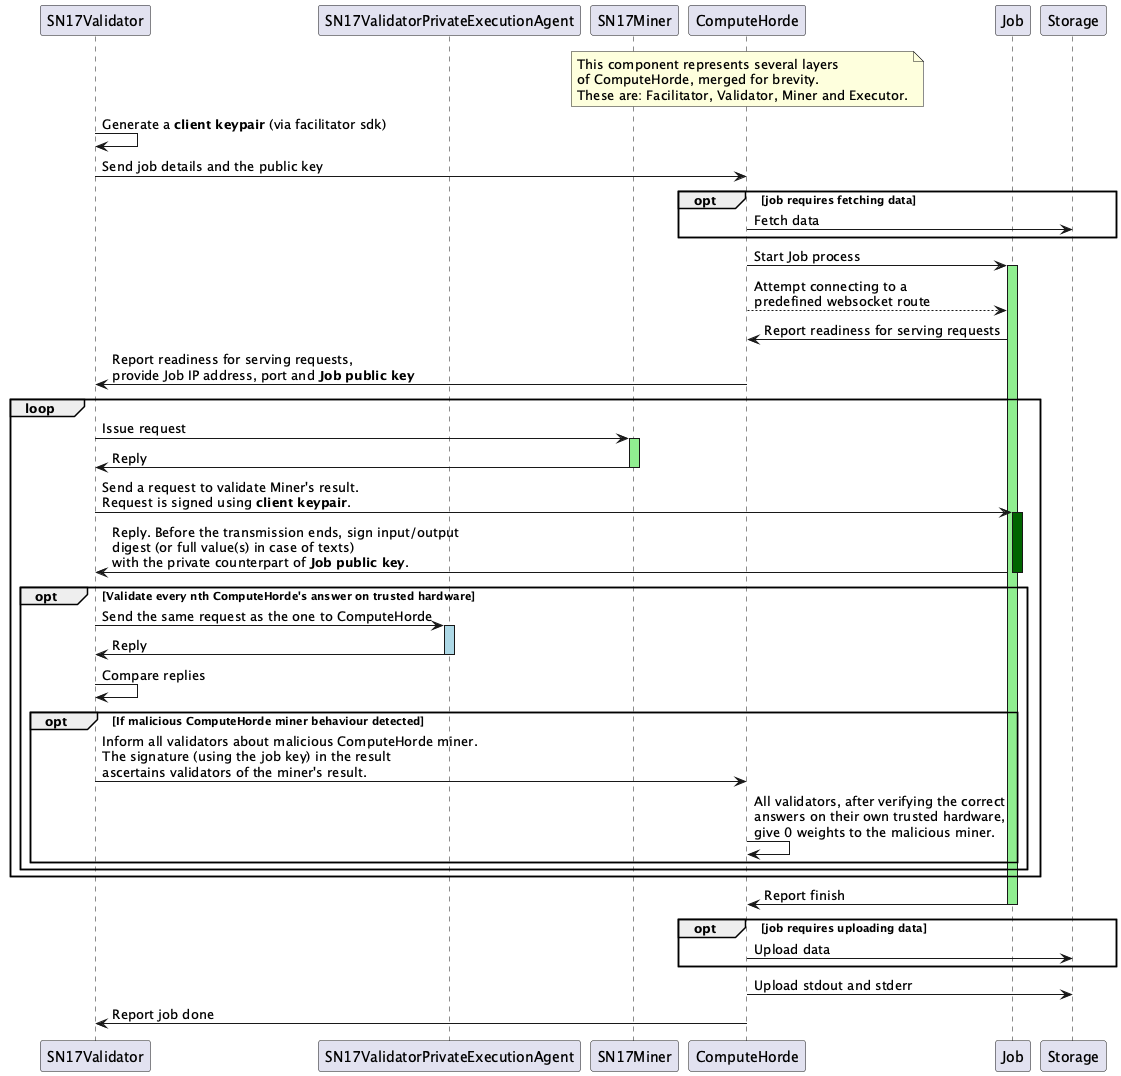 SN17Validator
SN17ValidatorPrivateExecutionAgent
SN17Miner
ComputeHorde
Job
Storage
This component represents several layers
of ComputeHorde, merged for brevity.
These are: Facilitator, Validator, Miner and Executor.
Generate a client keypair (via facilitator sdk)
Send job details and the public key
opt
[job requires fetching data]
Fetch data
Start Job process
Attempt connecting to a
predefined websocket route
Report readiness for serving requests
Report readiness for serving requests,
provide Job IP address, port and Job public key
loop
Issue request
Reply
Send a request to validate Miner's result.
Request is signed using client keypair.
Reply. Before the transmission ends, sign input/output
digest (or full value(s) in case of texts)
with the private counterpart of Job public key.
opt
[Validate every nth ComputeHorde's answer on trusted hardware]
Send the same request as the one to ComputeHorde
Reply
Compare replies
opt
[If malicious ComputeHorde miner behaviour detected]
Inform all validators about malicious ComputeHorde miner.
The signature (using the job key) in the result
ascertains validators of the miner's result.
All validators, after verifying the correct
answers on their own trusted hardware,
give 0 weights to the malicious miner.
Report finish
opt
[job requires uploading data]
Upload data
Upload stdout and stderr
Report job done
SN17Validator
SN17ValidatorPrivateExecutionAgent
SN17Miner
ComputeHorde
Job
Storage